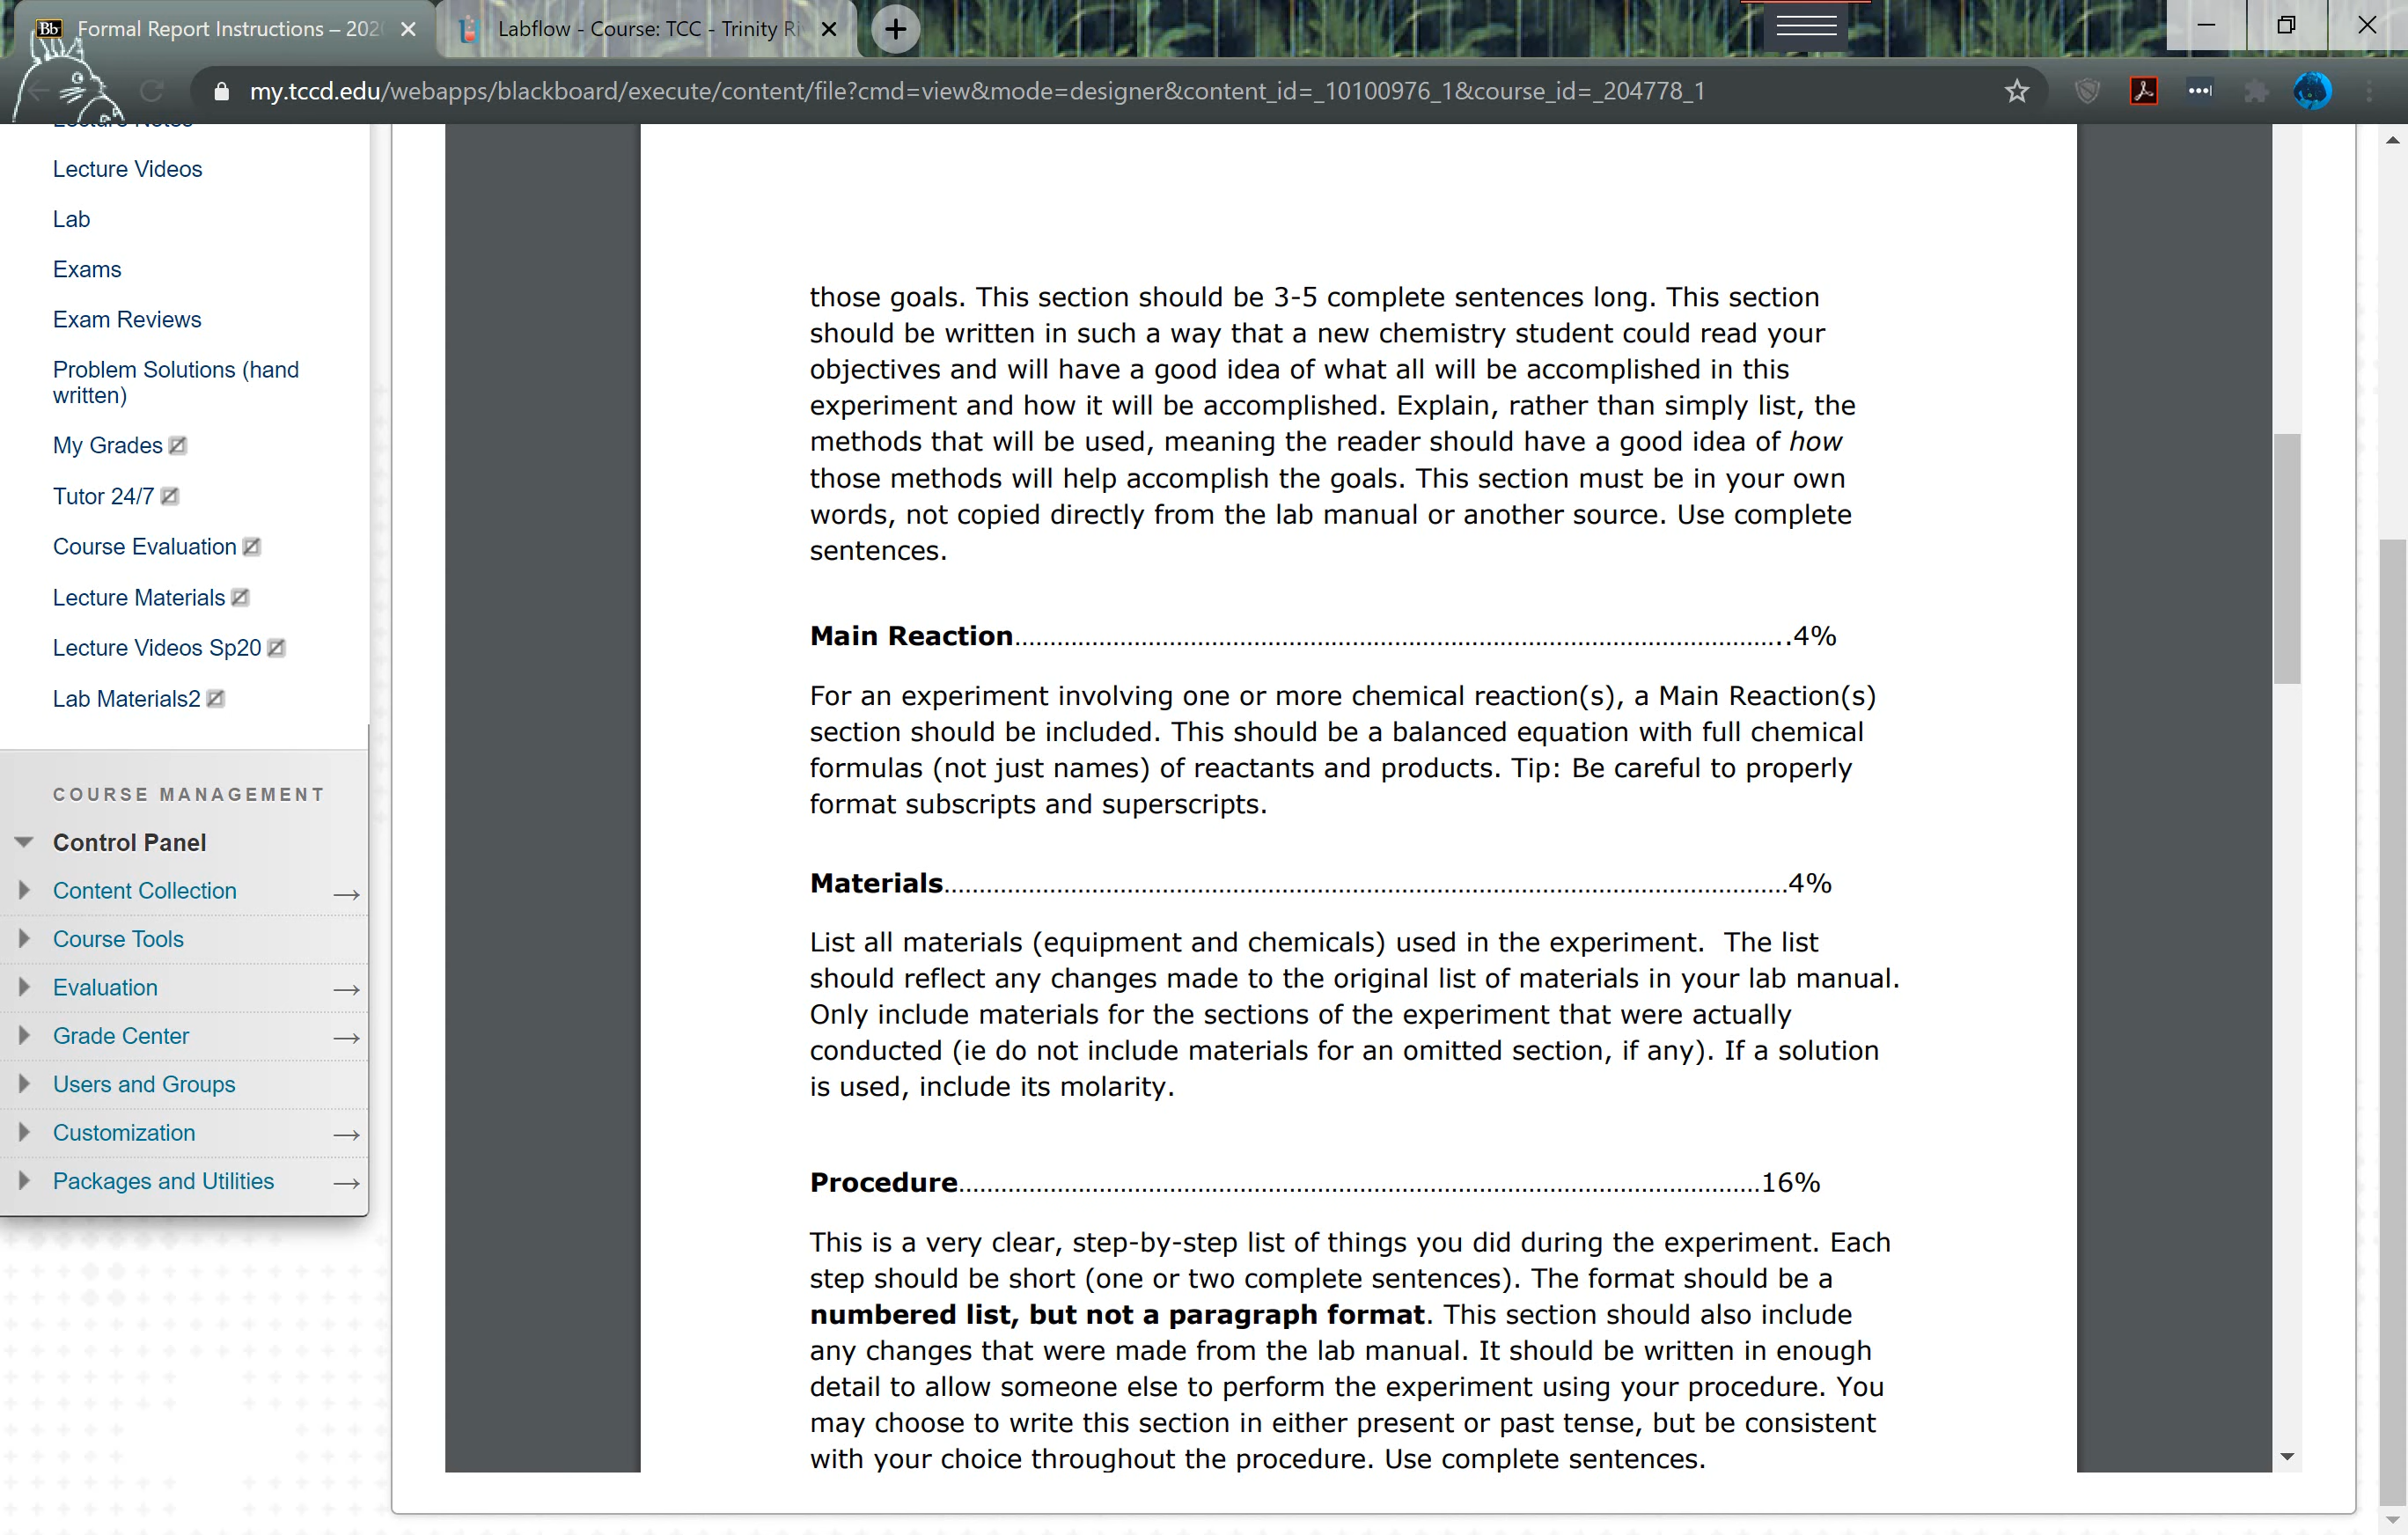 Formal Report Instructions – 202
Labflow - Course: TCC - Trinity Ri
my.tccd.edu/webapps/blackboard/execute/content/file?cmd=view&mode=designer&content_id=_10100976_1&course_id=_204778_1
Lecture Notes
Lecture Videos
Lab
Exams
Exam Reviews
Problem Solutions (hand
written)
My Grades
Tutor 24/7
Course Evaluation
Lecture Materials
Lecture Videos Sp20
Lab Materials2
COURSE MANAGEMENT
Control Panel
Content Collection
Course Tools
Evaluation
Grade Center
Users and Groups
Customization
Packages and Utilities
those goals. This section should be 3-5 complete sentences long. This section
should be written in such a way that a new chemistry student could read your
objectives and will have a good idea of what all will be accomplished in this
experiment and how it will be accomplished. Explain, rather than simply list, the
methods that will be used, meaning the reader should have a good idea of how
those methods will help accomplish the goals. This section must be in your own
words, not copied directly from the lab manual or another source. Use complete
sentences.
Main Reaction..........................................................................................4%
For an experiment involving one or more chemical reaction(s), a Main Reaction(s)
section should be included. This should be a balanced equation with full chemical
formulas (not just names) of reactants and products. Tip: Be careful to properly
format subscripts and superscripts.
Materials..........................................................................................4%
List all materials (equipment and chemicals) used in the experiment.  The list
should reflect any changes made to the original list of materials in your lab manual.
Only include materials for the sections of the experiment that were actually
conducted (ie do not include materials for an omitted section, if any). If a solution
is used, include its molarity.
Procedure..........................................................................................16%
This is a very clear, step-by-step list of things you did during the experiment. Each
step should be short (one or two complete sentences). The format should be a
numbered list, but not a paragraph format. This section should also include
any changes that were made from the lab manual. It should be written in enough
detail to allow someone else to perform the experiment using your procedure. You
may choose to write this section in either present or past tense, but be consistent
with your choice throughout the procedure. Use complete sentences.